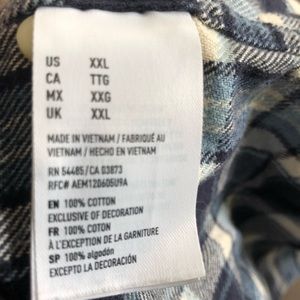 US XXL
CA TTG
MX XXG
UK XXL
MADE IN VIETNAM / FABRIQUÉ AU
VIETNAM / HECHO EN VIETNAM
RN 54485/CA 03873
RFC# AEM120605U9A
EN 100% COTTON
EXCLUSIVE OF DECORATION
FR 100% COTON
À L'EXCEPTION DE LA GARNITURE
SP 100% algodón
EXCEPTO LA DECORACIÓN